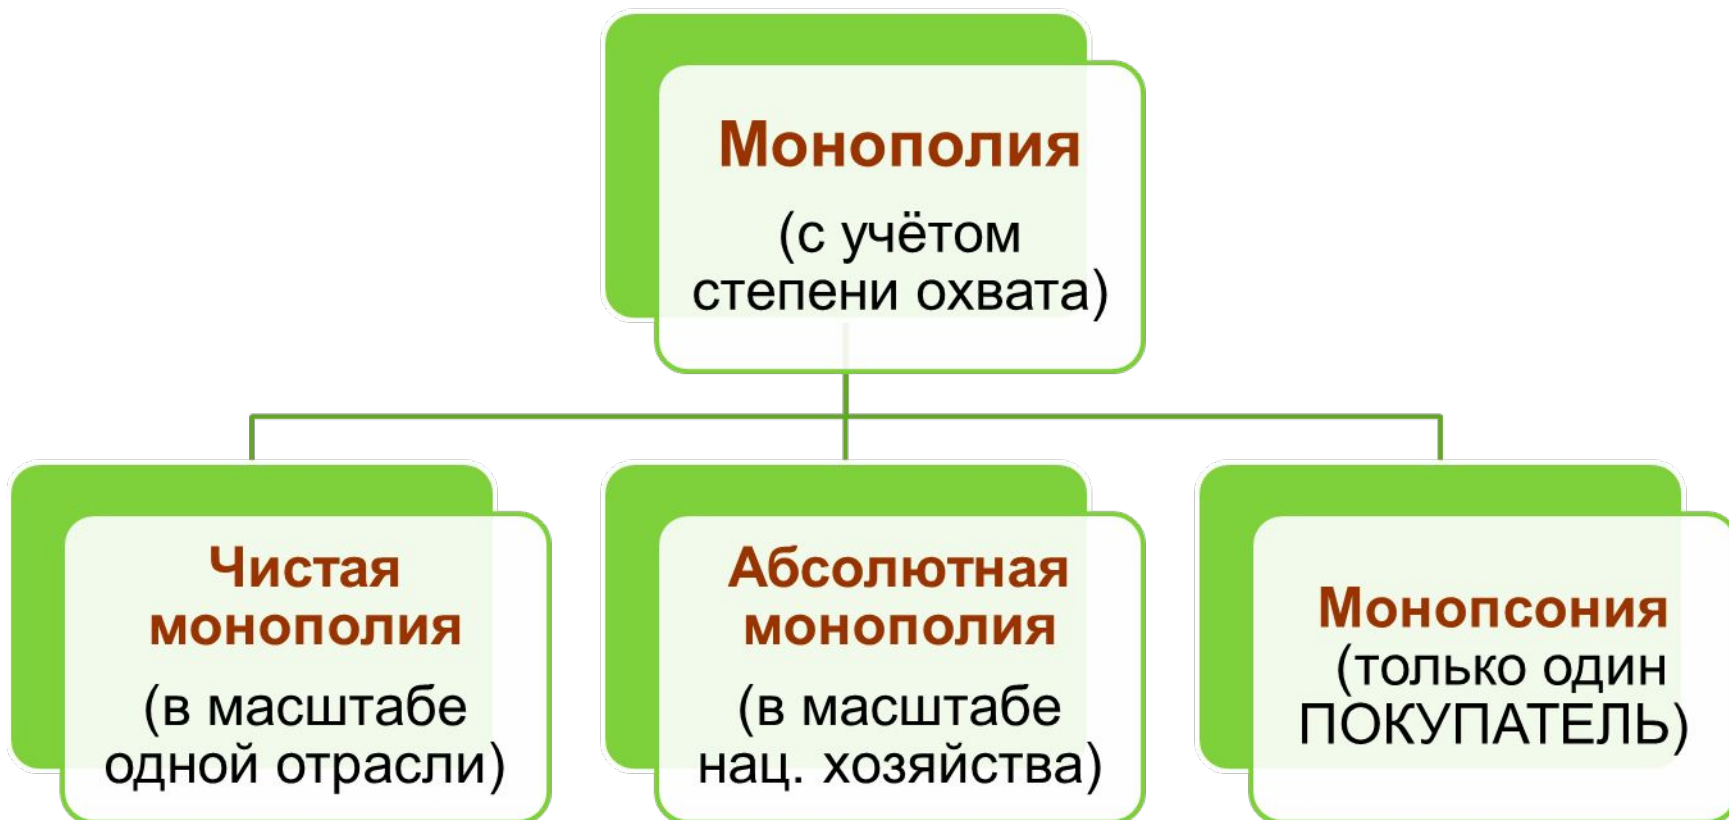 Монополия
(с учётом
степени охвата)
Чистая
монополия
(в масштабе
одной отрасли)
Абсолютная
монополия
(в масштабе
нац. хозяйства)
Монопсония
(только один
ПОКУПАТЕЛЬ)